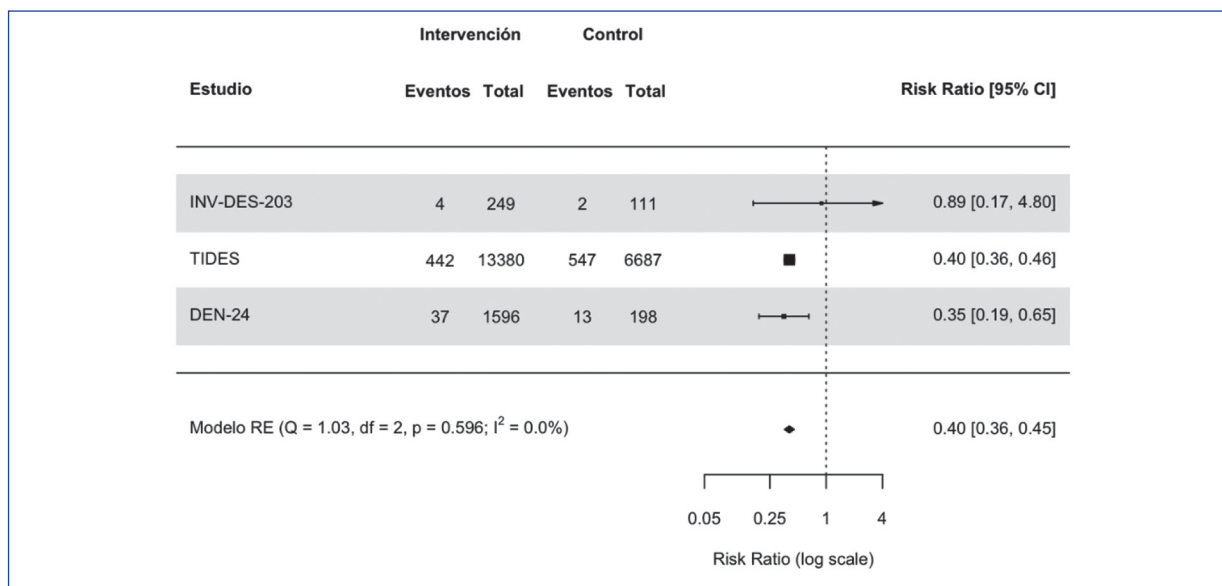 Intervención Control
Estudio Eventos Total Eventos Total Risk Ratio [95% CI]
INV-DES-203 4 249 2 111 0.89 [0.17, 4.80]
TIDES 442 13380 547 6687 0.40 [0.36, 0.46]
DEN-24 37 1596 13 198 0.35 [0.19, 0.65]
Modelo RE (Q = 1.03, df = 2, p = 0.596; I² = 0.0%) 0.40 [0.36, 0.45]
0.05 0.25 1 4
Risk Ratio (log scale)